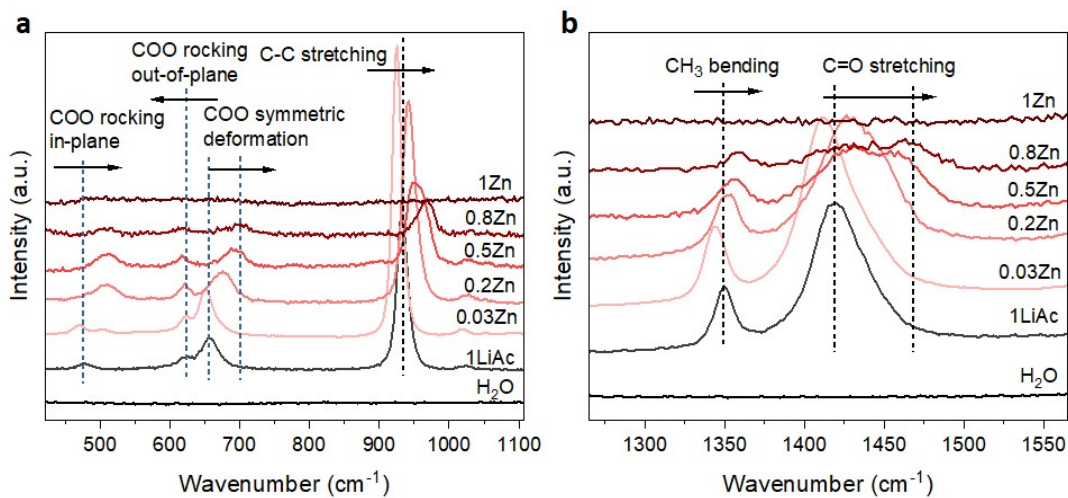 a
COO rocking
out-of-plane
C-C stretching
COO rocking
in-plane
COO symmetric
deformation
1Zn
0.8Zn
0.5Zn
0.2Zn
0.03Zn
1LiAc
H₂O
Intensity (a.u.)
500 600 700 800 900 1000 1100
Wavenumber (cm⁻¹)
b
CH₃ bending
C=O stretching
1Zn
0.8Zn
0.5Zn
0.2Zn
0.03Zn
1LiAc
H₂O
Intensity (a.u.)
1300 1350 1400 1450 1500 1550
Wavenumber (cm⁻¹)